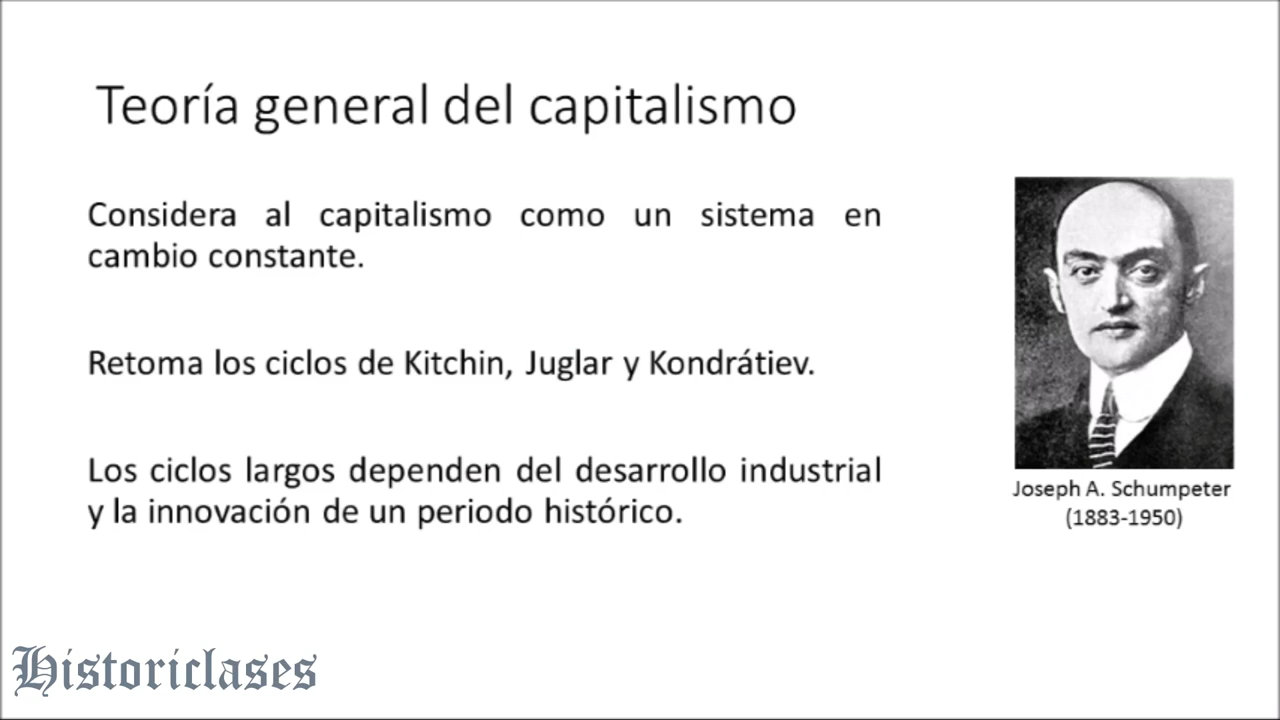 Teoría general del capitalismo
Considera al capitalismo como un sistema en
cambio constante.
Retoma los ciclos de Kitchin, Juglar y Kondrátiev.
Los ciclos largos dependen del desarrollo industrial
y la innovación de un periodo histórico.
Joseph A. Schumpeter
(1883-1950)
Historiclases